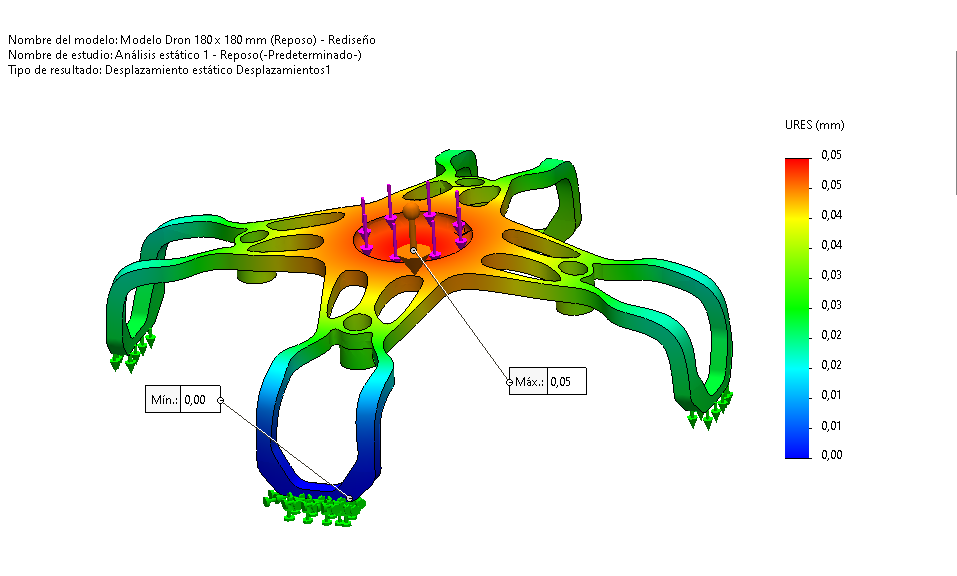 Nombre del modelo: Modelo Dron 180 x 180 mm (Reposo) - Rediseño
Nombre de estudio: Análisis estático 1 - Reposo(-Predeterminado-)
Tipo de resultado: Desplazamiento estático Desplazamientos1
URES (mm)
0,05
0,05
0,04
0,04
0,03
0,03
0,02
0,02
0,01
0,01
0,00
Máx.: 0,05
Mín.: 0,00